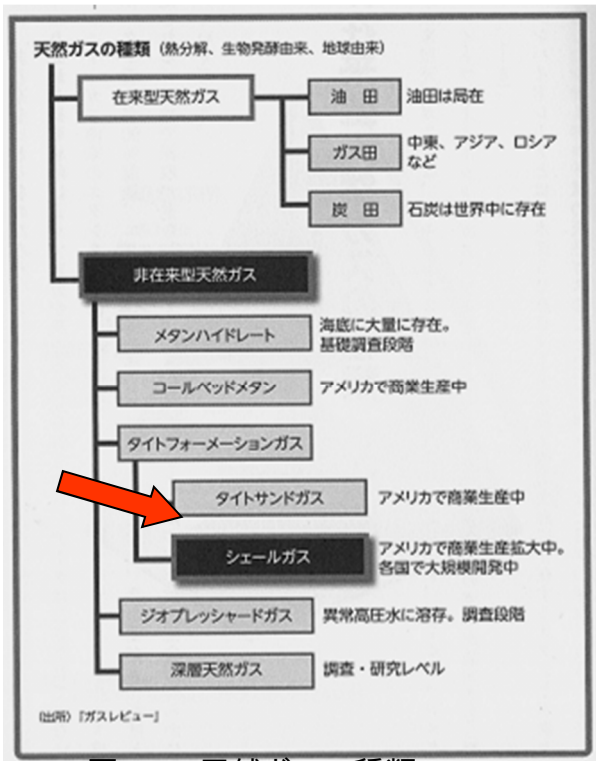 天然ガスの種類（熱分解、生物発酵由来、地球由来）
在来型天然ガス
油　田
油田は局在
ガス田
中東、アジア、ロシア
など
炭　田
石炭は世界中に存在
非在来型天然ガス
メタンハイドレート
海底に大量に存在。
基礎調査段階
コールベッドメタン
アメリカで商業生産中
タイトフォーメーションガス
タイトサンドガス
アメリカで商業生産中
シェールガス
アメリカで商業生産拡大中。
各国で大規模開発中
ジオプレッシャードガス
異常高圧水に溶存。調査段階
深層天然ガス
調査・研究レベル
（出所）『ガスレビュー』